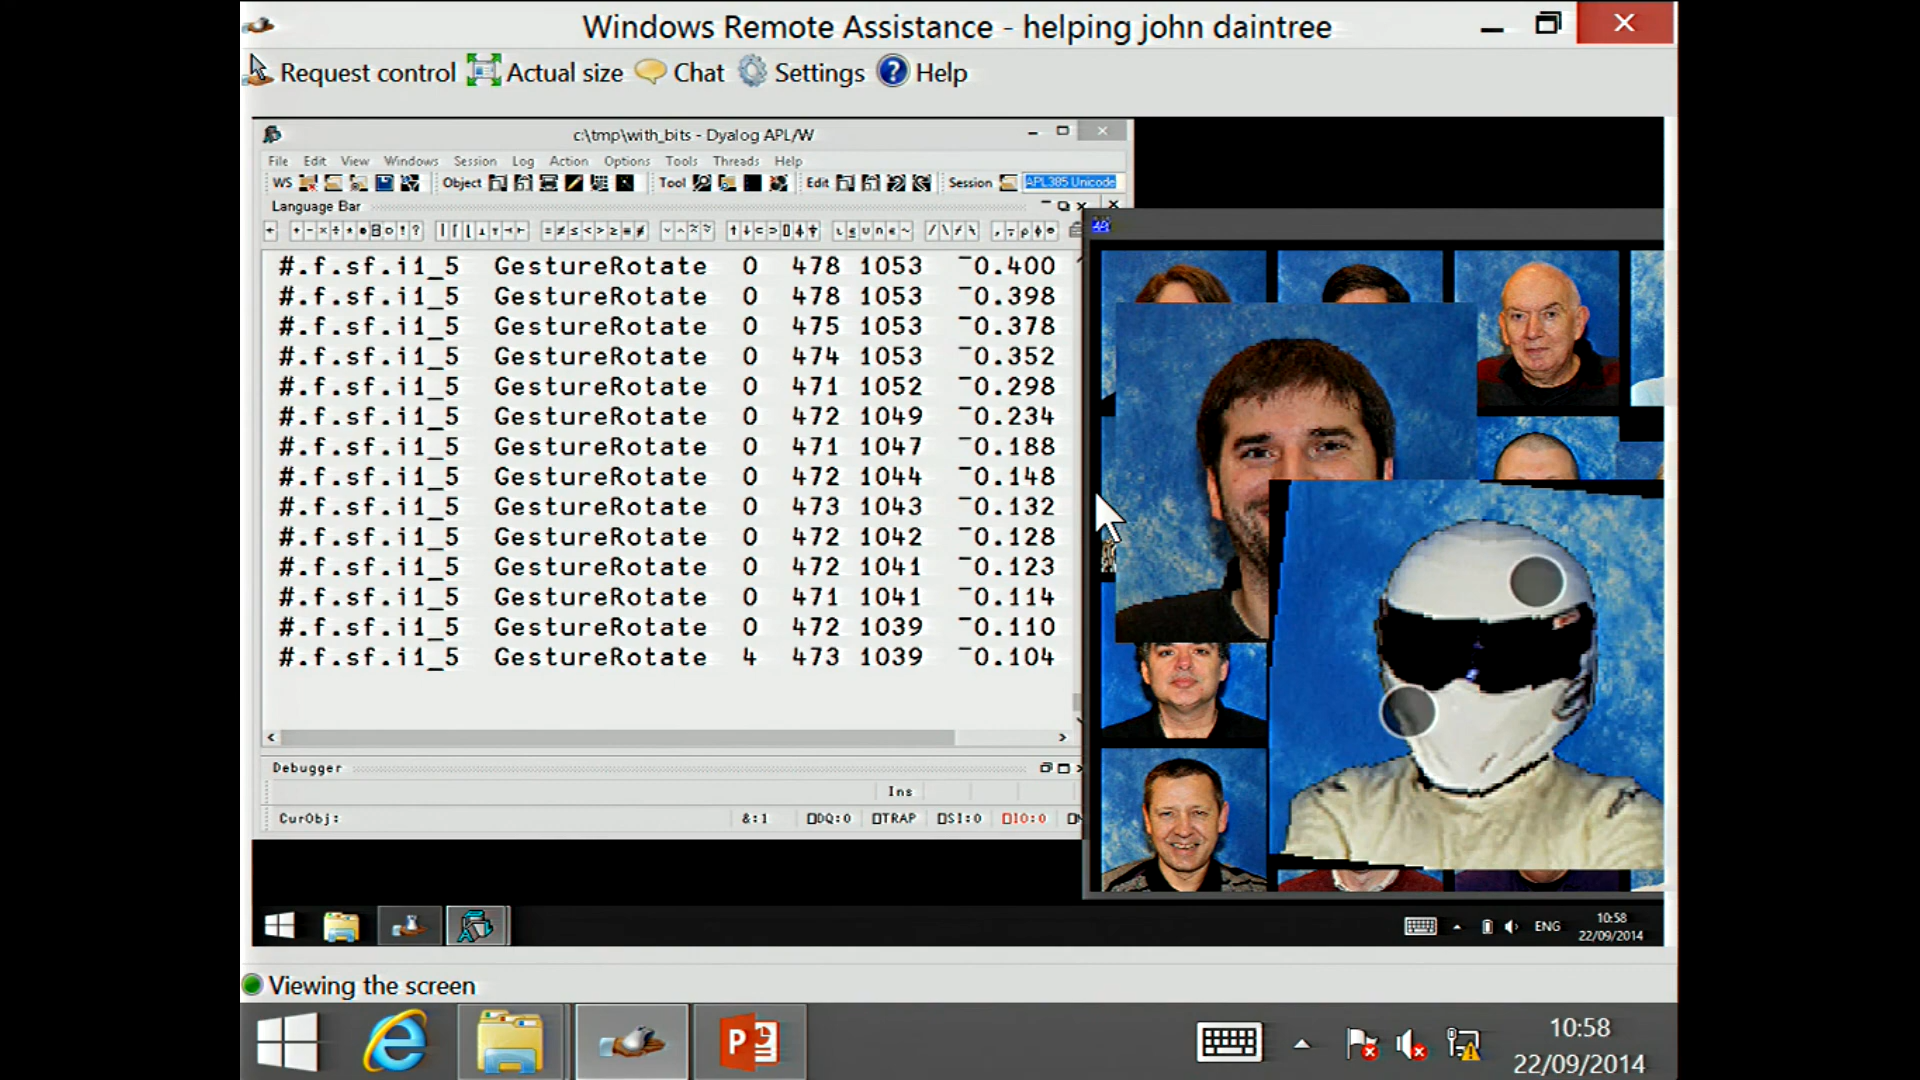 Windows Remote Assistance - helping john daintree
Request control Actual size Chat Settings Help
c:\tmp\with_bits - Dyalog APL/W
File Edit View Windows Session Log Action Options Tools Threads Help
WS Object Tool Edit Session APL385 Unicode
Language Bar
#.f.sf.i1_5 GestureRotate 0 478 1053 ¯0.400
#.f.sf.i1_5 GestureRotate 0 478 1053 ¯0.398
#.f.sf.i1_5 GestureRotate 0 475 1053 ¯0.378
#.f.sf.i1_5 GestureRotate 0 474 1053 ¯0.352
#.f.sf.i1_5 GestureRotate 0 471 1052 ¯0.298
#.f.sf.i1_5 GestureRotate 0 472 1049 ¯0.234
#.f.sf.i1_5 GestureRotate 0 471 1047 ¯0.188
#.f.sf.i1_5 GestureRotate 0 472 1044 ¯0.148
#.f.sf.i1_5 GestureRotate 0 473 1043 ¯0.132
#.f.sf.i1_5 GestureRotate 0 472 1042 ¯0.128
#.f.sf.i1_5 GestureRotate 0 472 1041 ¯0.123
#.f.sf.i1_5 GestureRotate 0 471 1041 ¯0.114
#.f.sf.i1_5 GestureRotate 0 472 1039 ¯0.110
#.f.sf.i1_5 GestureRotate 4 473 1039 ¯0.104
Debugger
Ins
CurObj: &:1 ⎕DQ:0 ⎕TRAP ⎕SI:0 ⎕IO:0
ENG
10:58
22/09/2014
Viewing the screen
10:58
22/09/2014